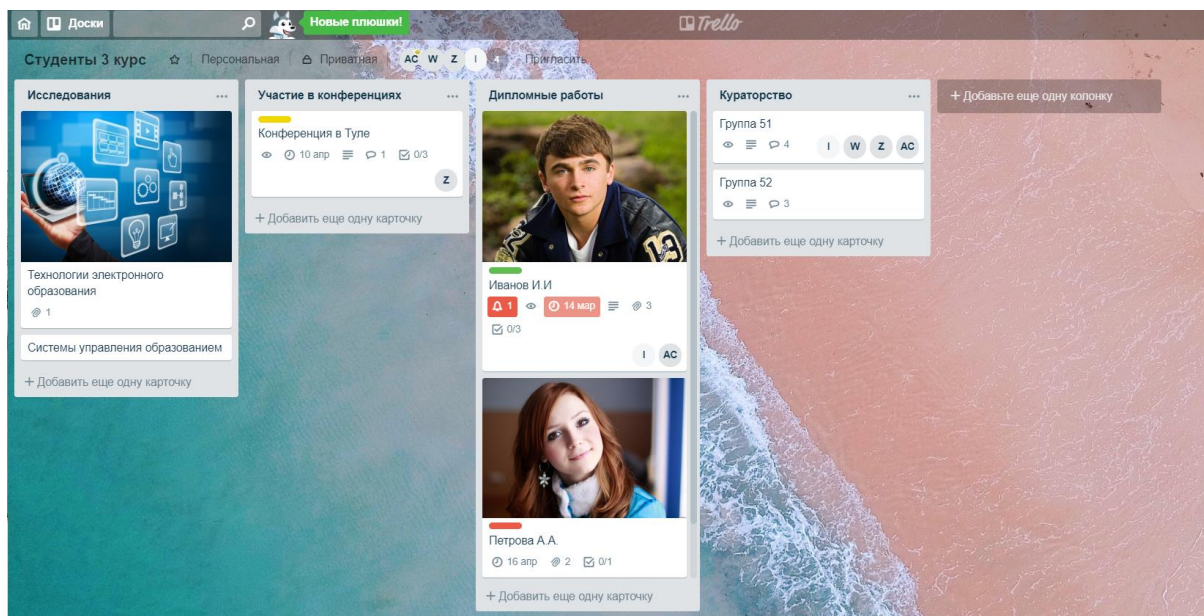 Доски
Новые плюшки!
Trello
Студенты 3 курс
Персональная
Приватная
AC W Z I
4
Пригласить
Исследования
Технологии электронного
образования
1
Системы управления образованием
+ Добавить еще одну карточку
Участие в конференциях
Конференция в Туле
10 апр 1 0/3
Z
+ Добавить еще одну карточку
Дипломные работы
Иванов И.И
1 14 мар 3
0/3
I AC
Петрова А.А.
16 апр 2 0/1
+ Добавить еще одну карточку
Кураторство
Группа 51
4 I W Z AC
Группа 52
3
+ Добавить еще одну карточку
+ Добавьте еще одну колонку